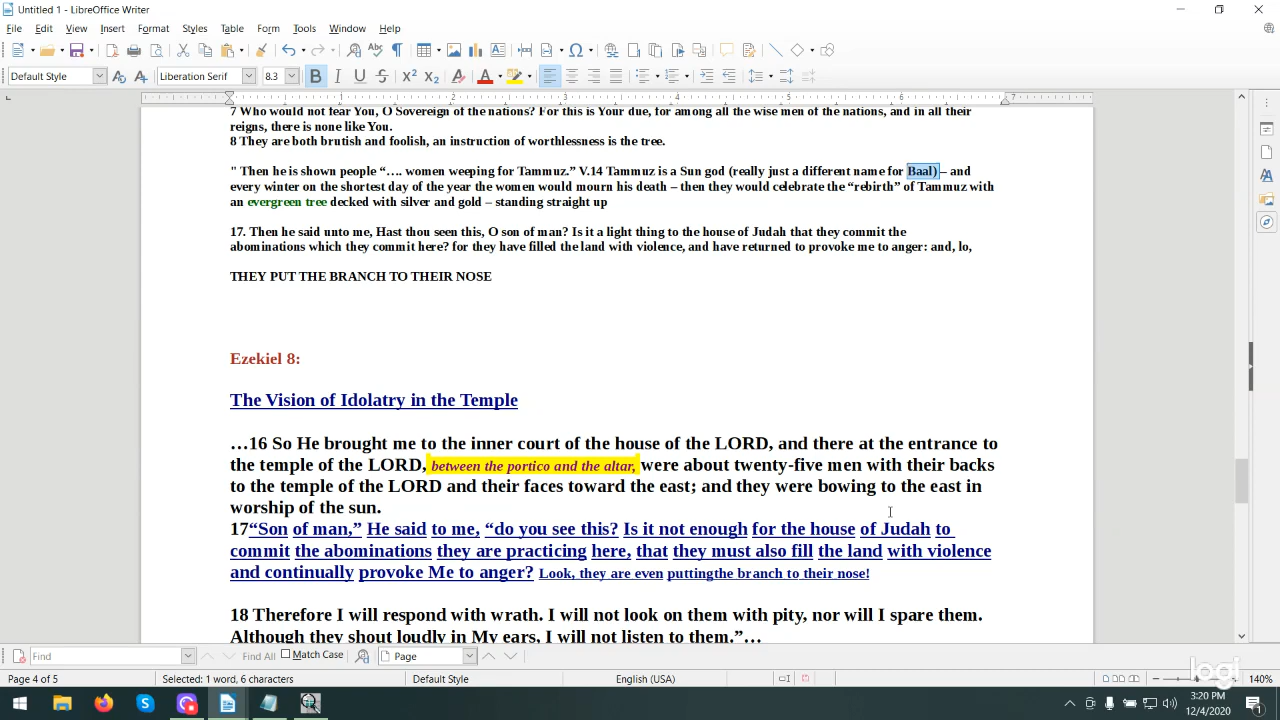 Untitled 1 - LibreOffice Writer
File Edit View Insert Format Styles Table Form Tools Window Help
Default Style Liberation Serif 8.3
1 2 3 4 5 6 7
7 Who would not fear You, O Sovereign of the nations? For this is Your due, for among all the wise men of the nations, and in all their
reigns, there is none like You.
8 They are both brutish and foolish, an instruction of worthlessness is the tree.
" Then he is shown people “…. women weeping for Tammuz.” V.14 Tammuz is a Sun god (really just a different name for Baal) – and
every winter on the shortest day of the year the women would mourn his death – then they would celebrate the “rebirth” of Tammuz with
an evergreen tree decked with silver and gold – standing straight up
17. Then he said unto me, Hast thou seen this, O son of man? Is it a light thing to the house of Judah that they commit the
abominations which they commit here? for they have filled the land with violence, and have returned to provoke me to anger: and, lo,
THEY PUT THE BRANCH TO THEIR NOSE
Ezekiel 8:
The Vision of Idolatry in the Temple
…16 So He brought me to the inner court of the house of the LORD, and there at the entrance to
the temple of the LORD, between the portico and the altar, were about twenty-five men with their backs
to the temple of the LORD and their faces toward the east; and they were bowing to the east in
worship of the sun.
17“Son of man,” He said to me, “do you see this? Is it not enough for the house of Judah to
commit the abominations they are practicing here, that they must also fill the land with violence
and continually provoke Me to anger? Look, they are even puttingthe branch to their nose!
18 Therefore I will respond with wrath. I will not look on them with pity, nor will I spare them.
Although they shout loudly in My ears, I will not listen to them.”…
Find Find All Match Case Page
Page 4 of 5 Selected: 1 word, 6 characters Default Style English (USA) 140%
logi
3:20 PM
12/4/2020
1